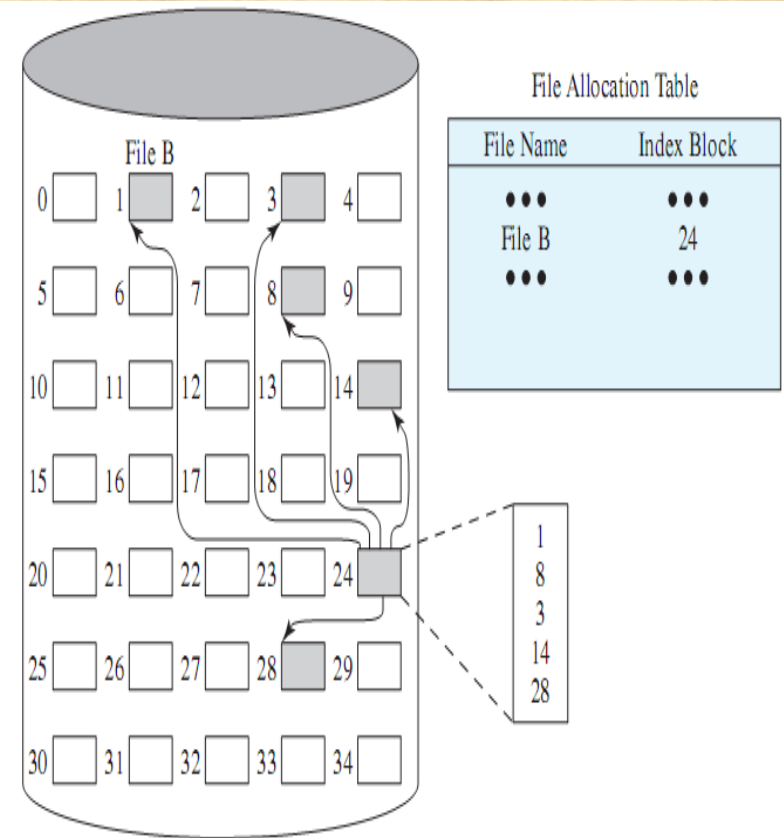 File Allocation Table
File Name Index Block
••• •••
File B 24
••• •••
File B
0 1 2 3 4
5 6 7 8 9
10 11 12 13 14
15 16 17 18 19
20 21 22 23 24
25 26 27 28 29
30 31 32 33 34
1
8
3
14
28